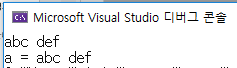 Microsoft Visual Studio 디버그 콘솔
abc def
a = abc def